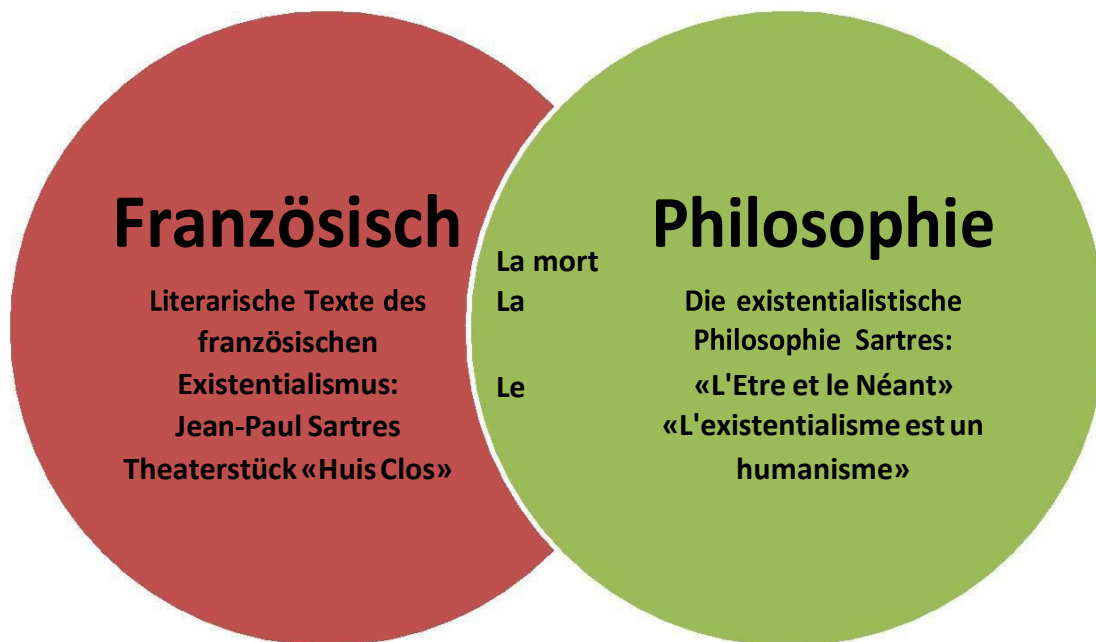 Französisch
Literarische Texte des
französischen
Existentialismus:
Jean-Paul Sartres
Theaterstück «Huis Clos»
La mort
La
Le
Philosophie
Die existentialistische
Philosophie Sartres:
«L'Etre et le Néant»
«L'existentialisme est un
humanisme»